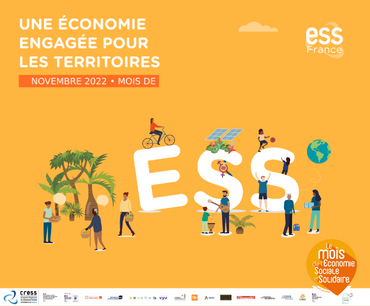 UNE ÉCONOMIE
ENGAGÉE POUR
LES TERRITOIRES
NOVEMBRE 2022 • MOIS DE
ess
France
ESS
Le
mois
de l'Economie
Sociale
et Solidaire
cress